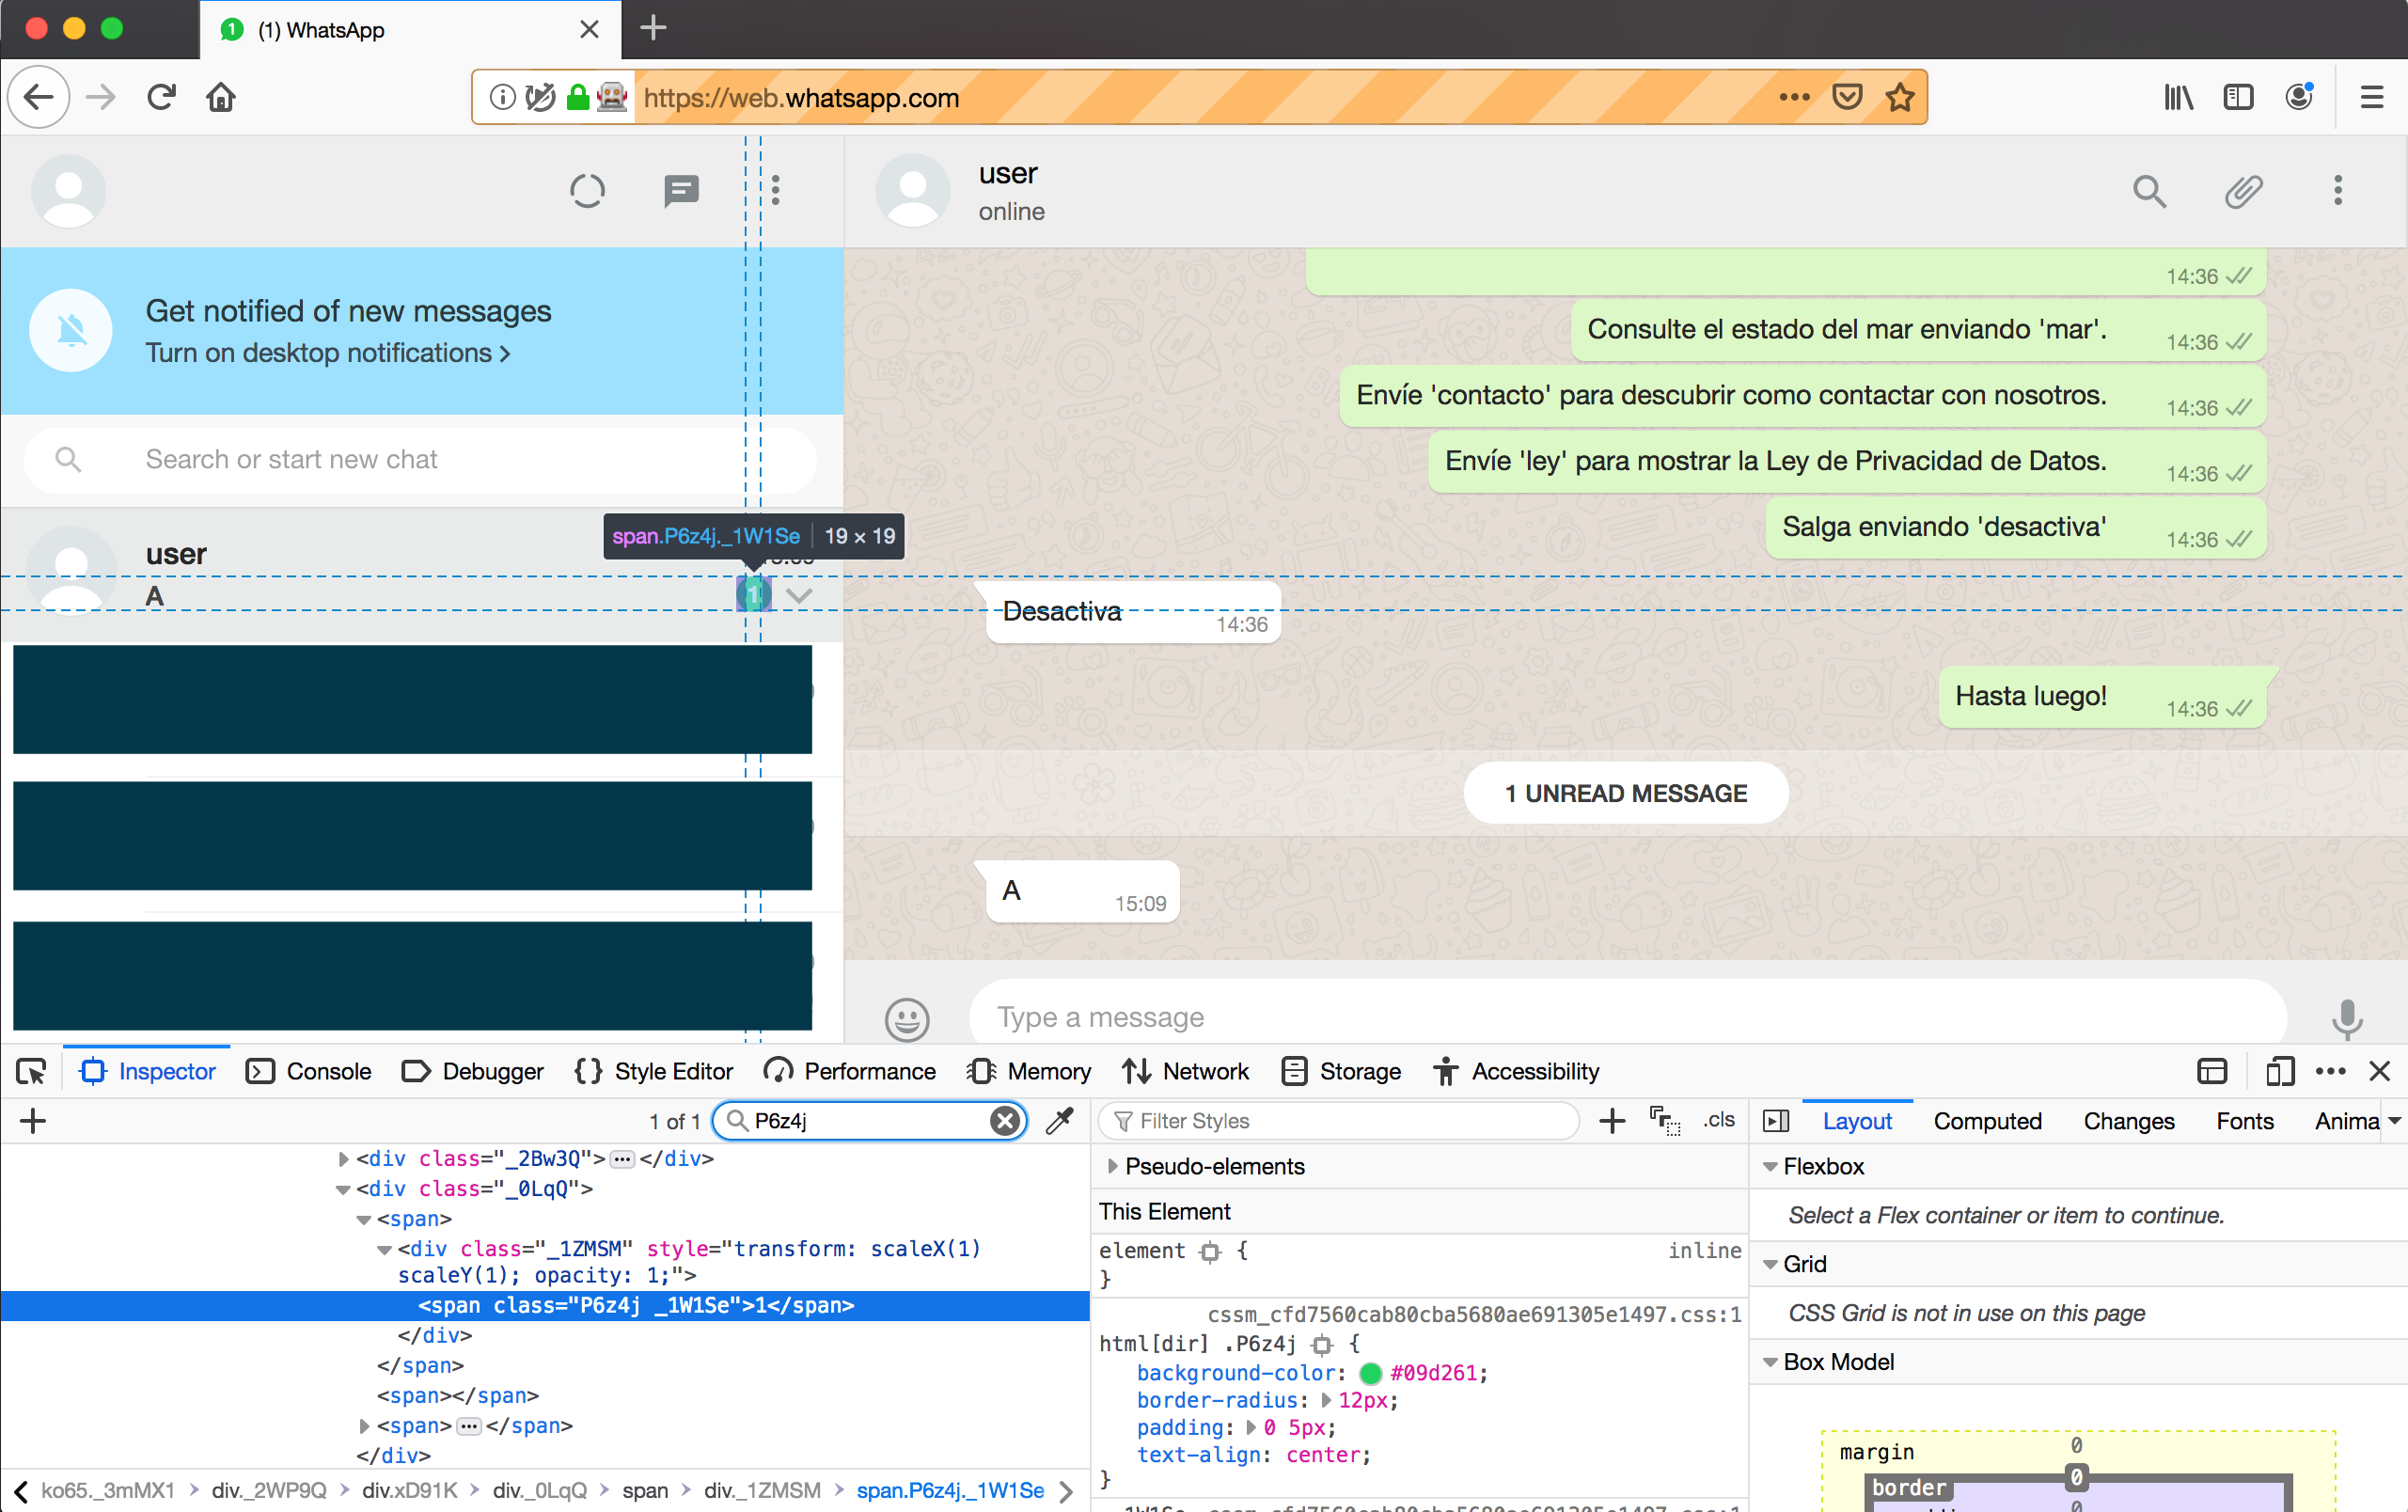 (1) WhatsApp
https://web.whatsapp.com
user
online
Get notified of new messages
Turn on desktop notifications >
Search or start new chat
user
A
1
span.P6z4j._1W1Se | 19 × 19
14:36
Consulte el estado del mar enviando 'mar'. 14:36
Envíe 'contacto' para descubrir como contactar con nosotros. 14:36
Envíe 'ley' para mostrar la Ley de Privacidad de Datos. 14:36
Salga enviando 'desactiva' 14:36
Desactiva 14:36
Hasta luego! 14:36
1 UNREAD MESSAGE
A 15:09
Type a message
Inspector Console Debugger {} Style Editor Performance Memory Network Storage Accessibility
1 of 1 P6z4j
<div class="_2Bw3Q">...</div>
<div class="_0LqQ">
<span>
<div class="_1ZMSM" style="transform: scaleX(1)
scaleY(1); opacity: 1;">
<span class="P6z4j _1W1Se">1</span>
</div>
</span>
<span></span>
<span>...</span>
</div>
ko65._3mMX1 > div._2WP9Q > div.xD91K > div._0LqQ > span > div._1ZMSM > span.P6z4j._1W1Se
Filter Styles + .cls
Pseudo-elements
This Element
element { inline
}
cssm_cfd7560cab80cba5680ae691305e1497.css:1
html[dir] .P6z4j {
background-color: #09d261;
border-radius: 12px;
padding: 0 5px;
text-align: center;
}
Layout Computed Changes Fonts Anima
Flexbox
Select a Flex container or item to continue.
Grid
CSS Grid is not in use on this page
Box Model
margin 0
border 0